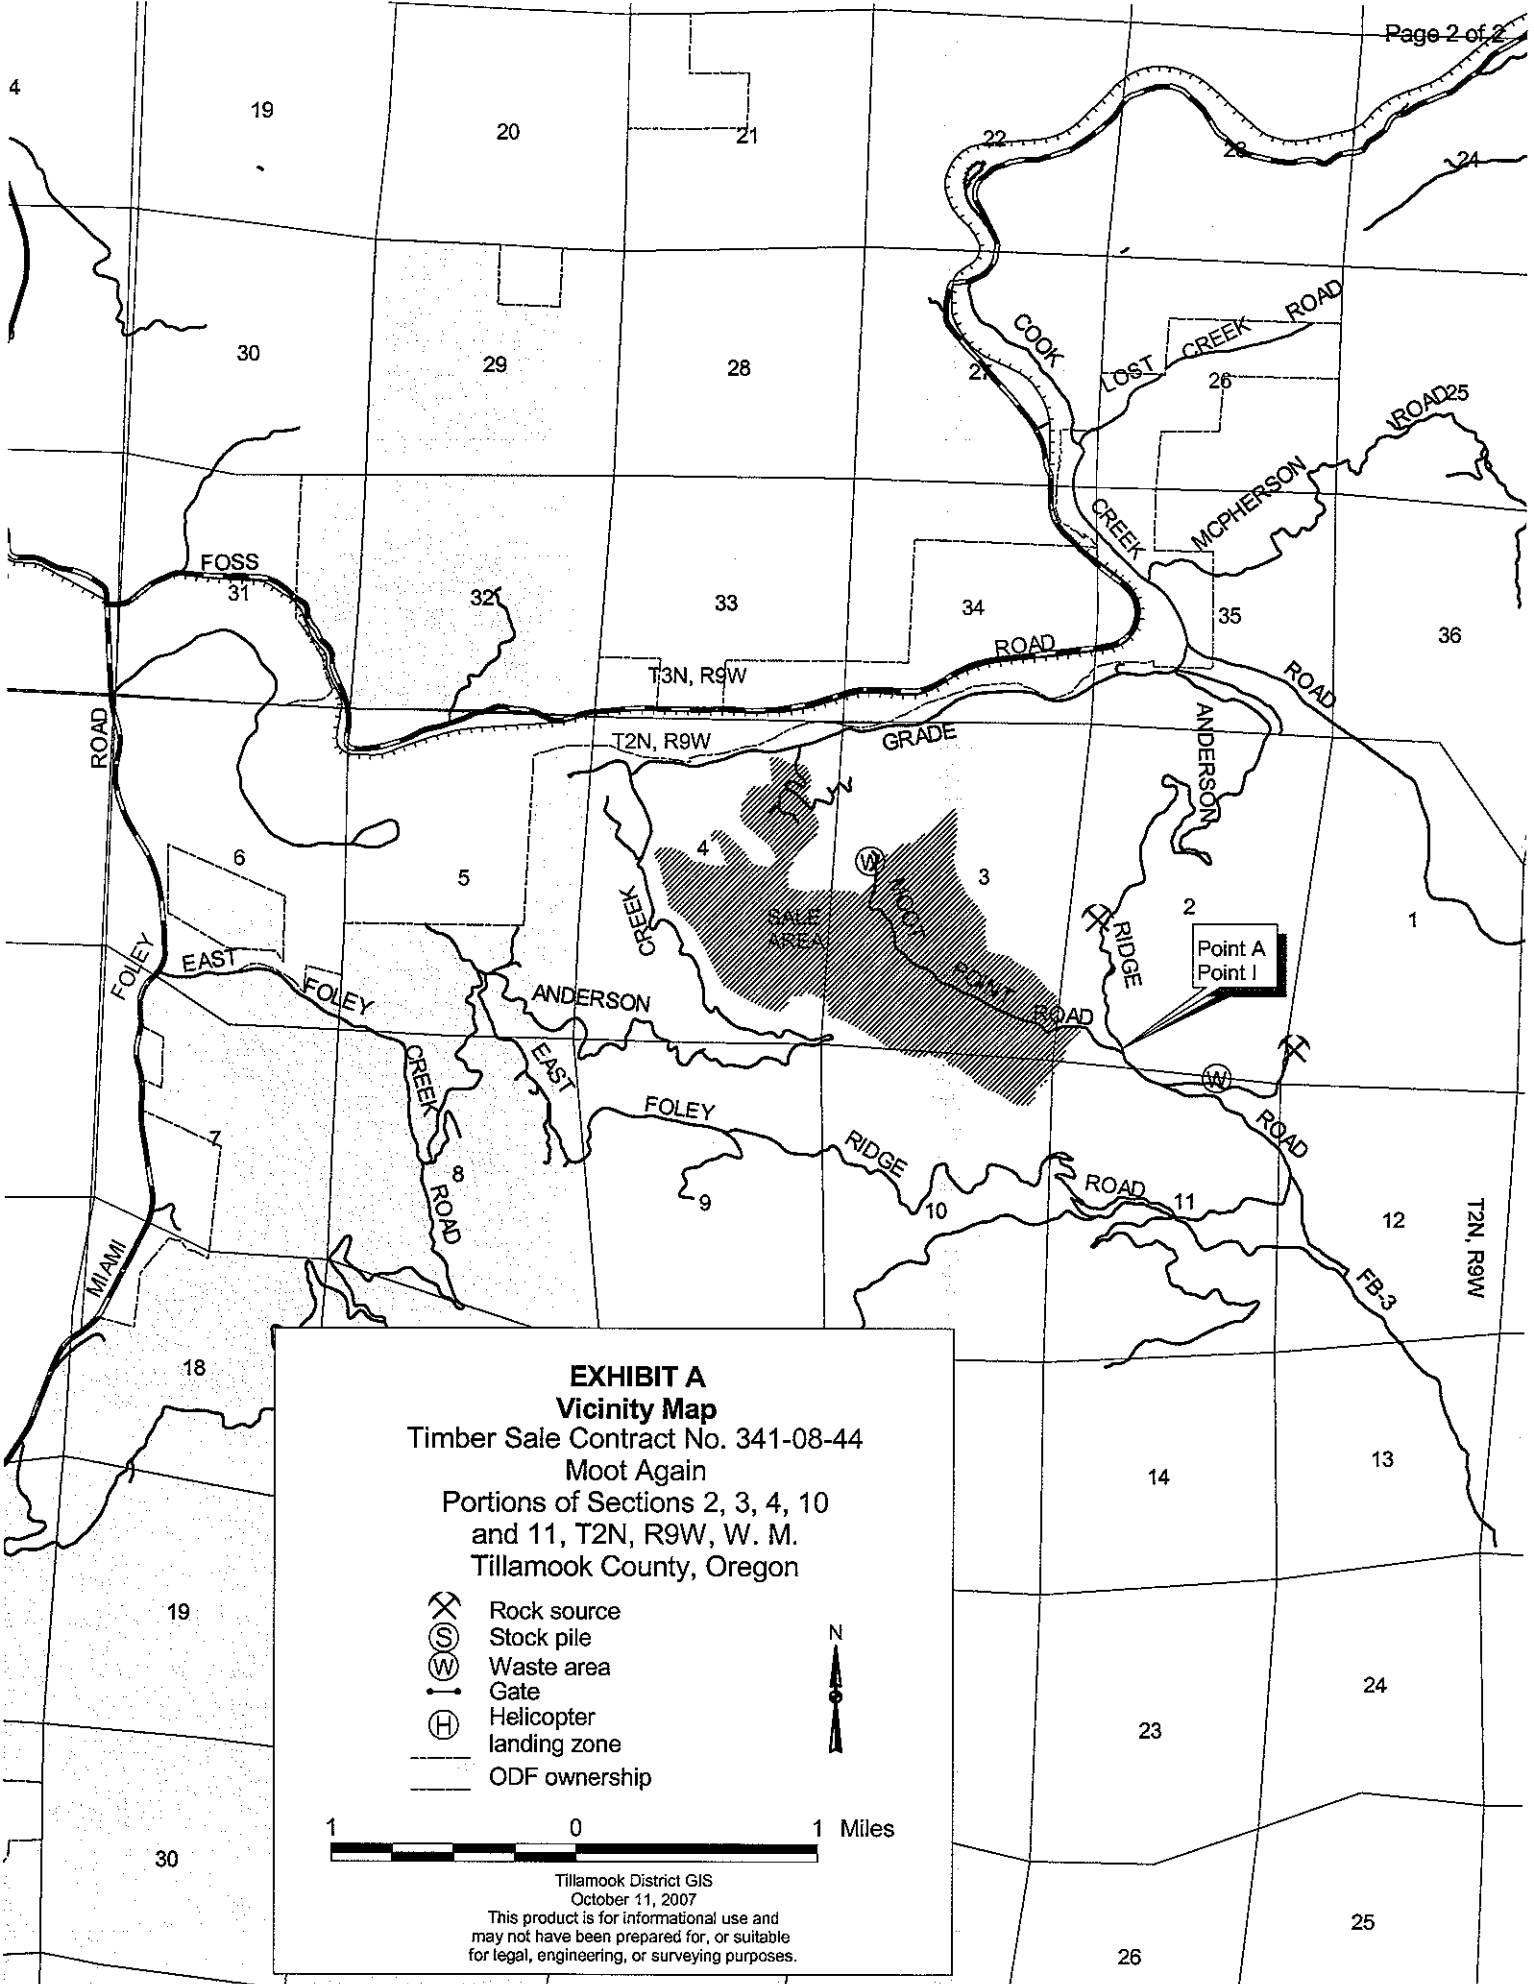 Page 2 of 2
4
19
20
21
22
23
24
30
29
28
27
26
25
COOK
LOST CREEK ROAD
ROAD
MCPHERSON
CREEK
FOSS
31
32
33
34
35
36
ROAD
ROAD
T3N, R9W
T2N, R9W
GRADE
ANDERSON
ROAD
6
5
4
3
2
1
CREEK
SALE
AREA
MOOT
POINT
ROAD
RIDGE
Point A
Point I
FOLEY
EAST
FOLEY
ANDERSON
CREEK
EAST
FOLEY
RIDGE
ROAD
ROAD
7
8
9
10
11
12
ROAD
MIAMI
FB-3
T2N, R9W
18
14
13
19
24
23
30
25
26
EXHIBIT A
Vicinity Map
Timber Sale Contract No. 341-08-44
Moot Again
Portions of Sections 2, 3, 4, 10
and 11, T2N, R9W, W. M.
Tillamook County, Oregon
Rock source
S Stock pile
W Waste area
Gate
H Helicopter
landing zone
ODF ownership
N
W
W
1 0 1 Miles
Tillamook District GIS
October 11, 2007
This product is for informational use and
may not have been prepared for, or suitable
for legal, engineering, or surveying purposes.